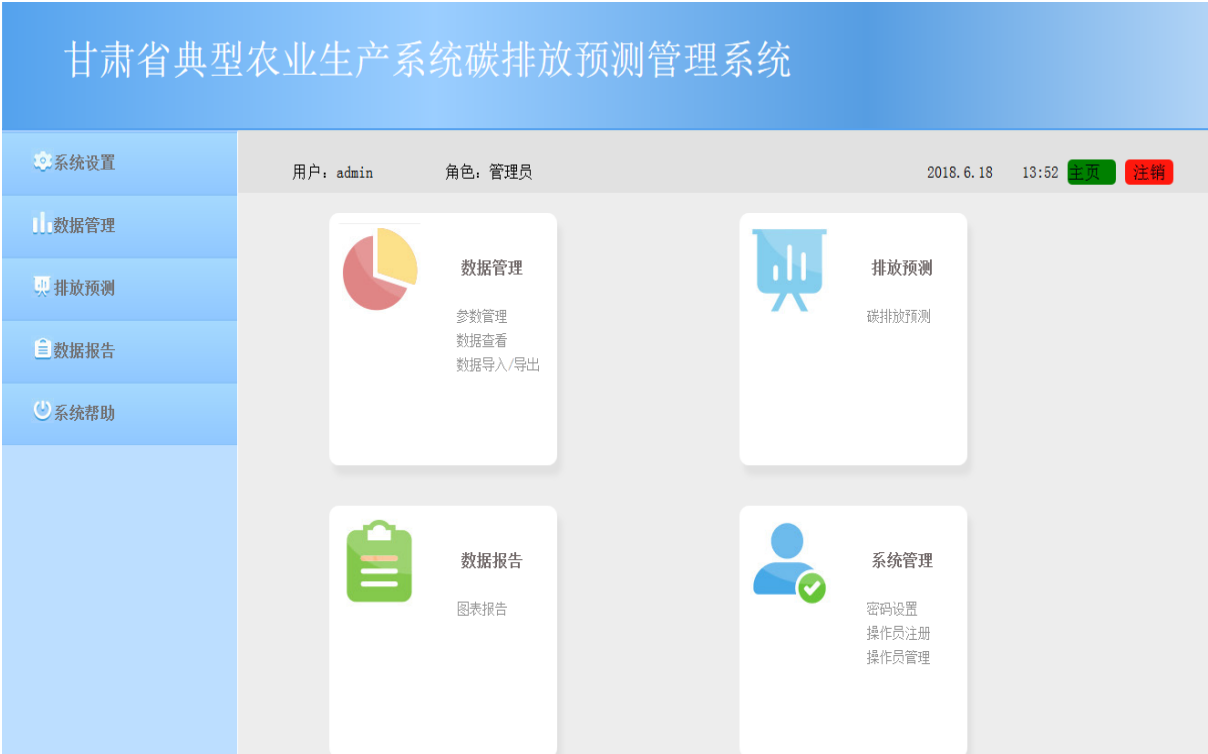 甘肃省典型农业生产系统碳排放预测管理系统
系统设置
数据管理
排放预测
数据报告
系统帮助
用户：admin 角色：管理员 2018.6.18 13:52 主页 注销
数据管理
参数管理
数据查看
数据导入/导出
排放预测
碳排放预测
数据报告
图表报告
系统管理
密码设置
操作员注册
操作员管理